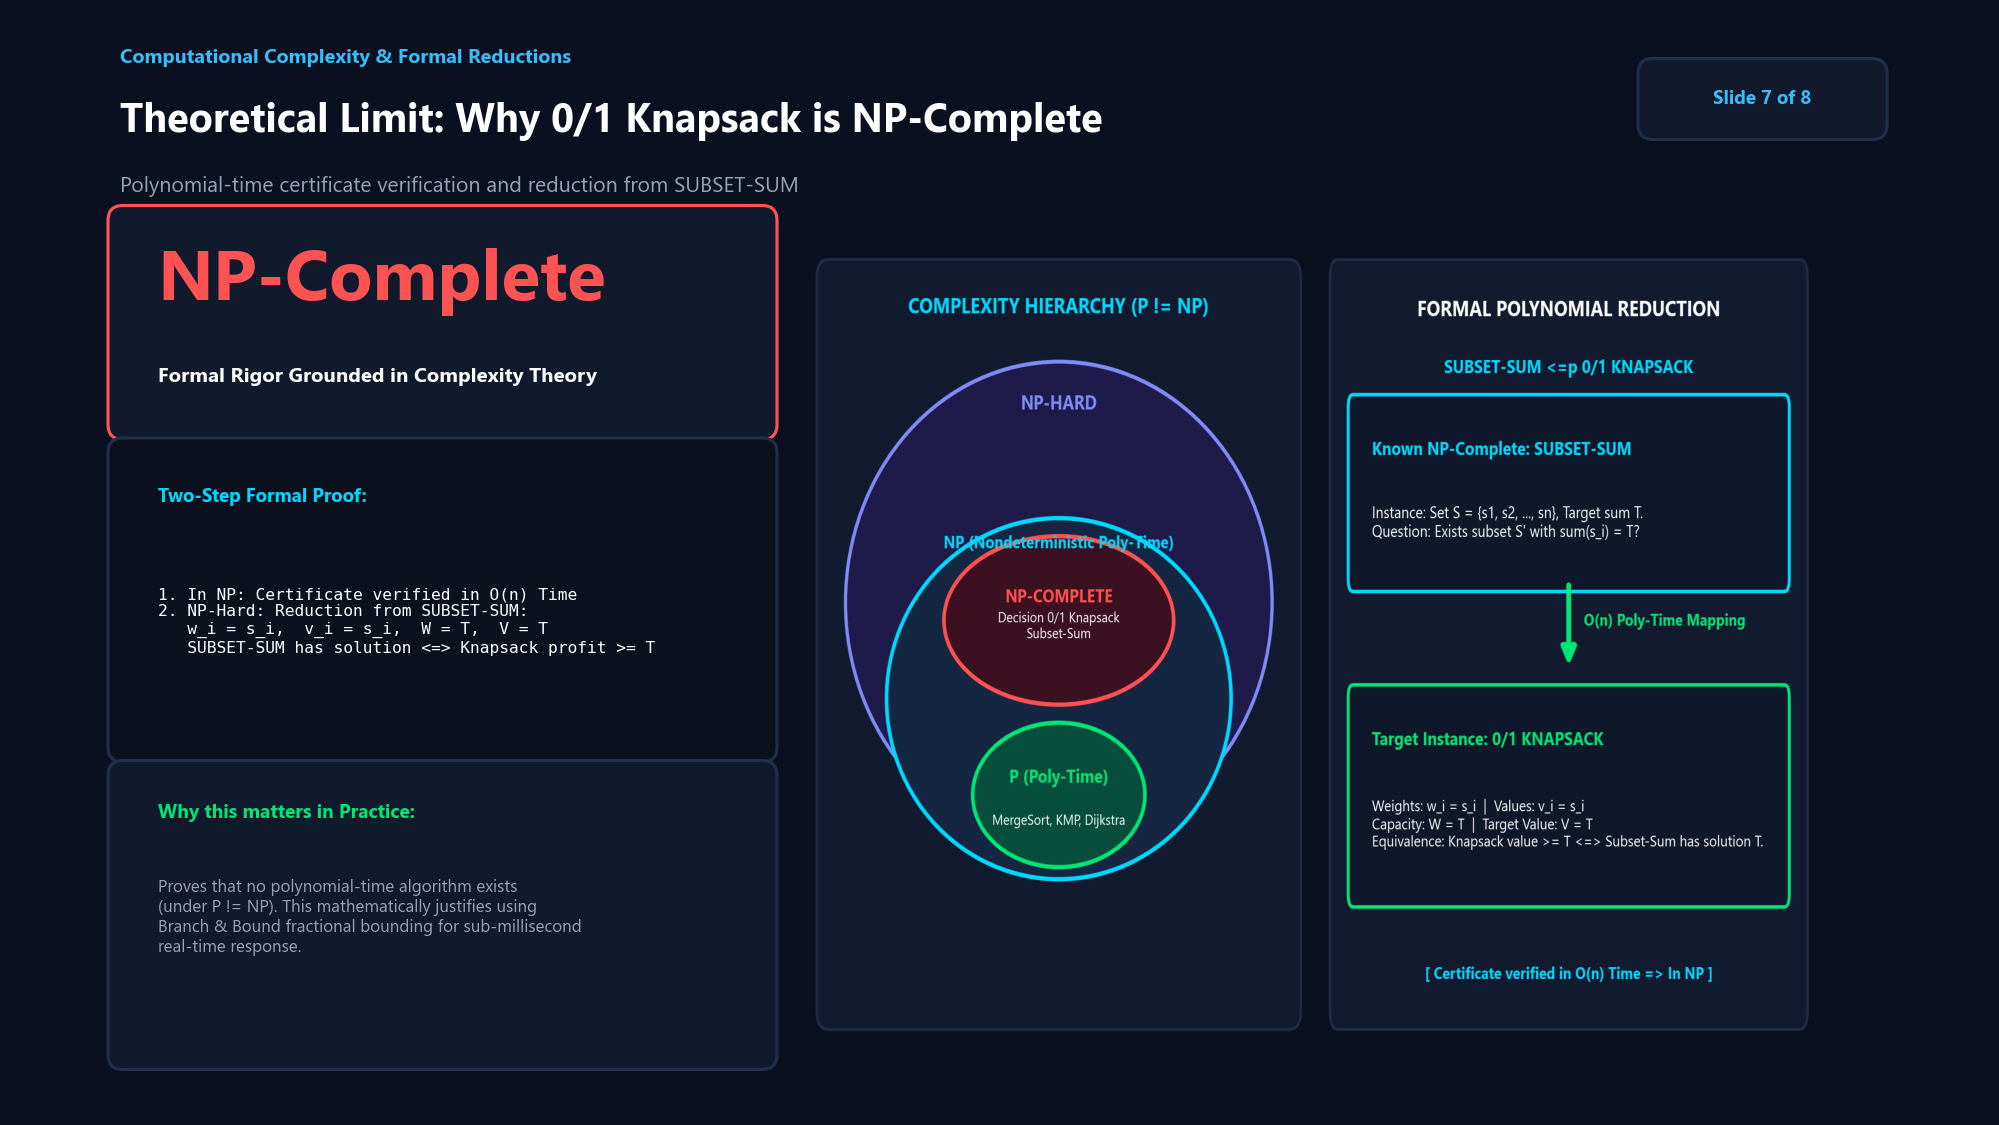 Computational Complexity & Formal Reductions
Theoretical Limit: Why 0/1 Knapsack is NP-Complete
Slide 7 of 8
Polynomial-time certificate verification and reduction from SUBSET-SUM
NP-Complete
Formal Rigor Grounded in Complexity Theory
Two-Step Formal Proof:
1. In NP: Certificate verified in O(n) Time
2. NP-Hard: Reduction from SUBSET-SUM:
w_i = s_i,  v_i = s_i,  W = T,  V = T
SUBSET-SUM has solution <=> Knapsack profit >= T
Why this matters in Practice:
Proves that no polynomial-time algorithm exists
(under P != NP). This mathematically justifies using
Branch & Bound fractional bounding for sub-millisecond
real-time response.
COMPLEXITY HIERARCHY (P != NP)
NP-HARD
NP (Nondeterministic Poly-Time)
NP-COMPLETE
Decision 0/1 Knapsack
Subset-Sum
P (Poly-Time)
MergeSort, KMP, Dijkstra
FORMAL POLYNOMIAL REDUCTION
SUBSET-SUM <=p 0/1 KNAPSACK
Known NP-Complete: SUBSET-SUM
Instance: Set S = {s1, s2, ..., sn}, Target sum T.
Question: Exists subset S' with sum(s_i) = T?
O(n) Poly-Time Mapping
Target Instance: 0/1 KNAPSACK
Weights: w_i = s_i | Values: v_i = s_i
Capacity: W = T | Target Value: V = T
Equivalence: Knapsack value >= T <=> Subset-Sum has solution T.
[ Certificate verified in O(n) Time => In NP ]